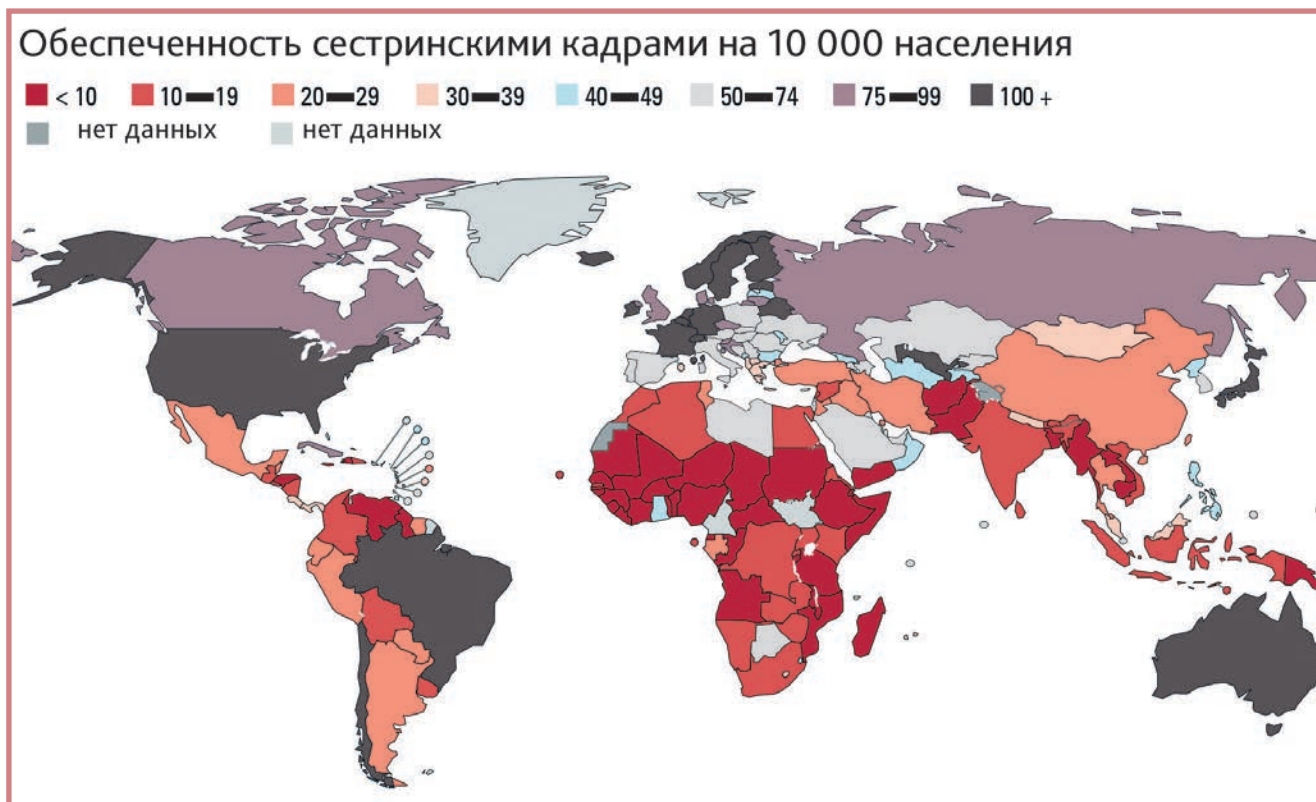 Обеспеченность сестринскими кадрами на 10 000 населения
< 10 10—19 20—29 30—39 40—49 50—74 75—99 100 +
нет данных нет данных